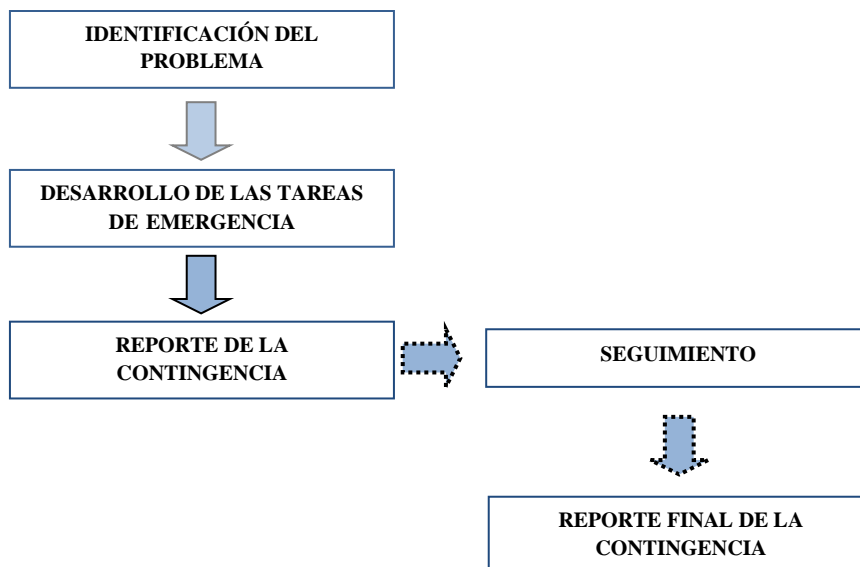 IDENTIFICACIÓN DEL
PROBLEMA
DESARROLLO DE LAS TAREAS
DE EMERGENCIA
REPORTE DE LA
CONTINGENCIA
SEGUIMIENTO
REPORTE FINAL DE LA
CONTINGENCIA